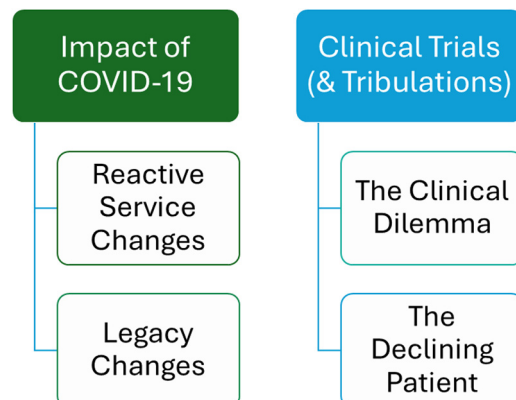 Impact of
COVID-19
Reactive
Service
Changes
Legacy
Changes
Clinical Trials
(& Tribulations)
The Clinical
Dilemma
The
Declining
Patient